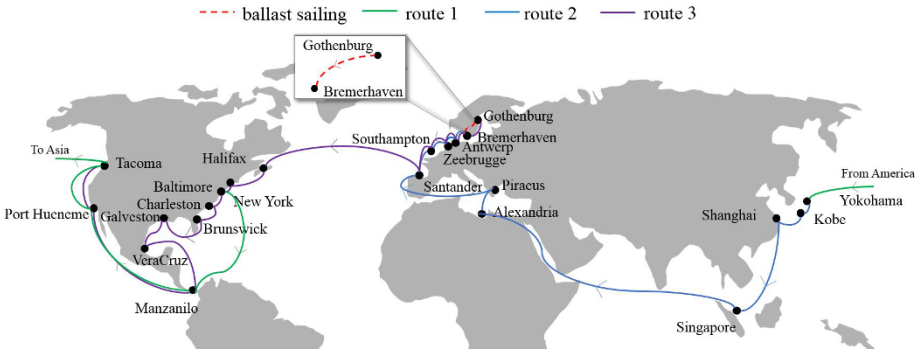 ballast sailing route 1 route 2 route 3
Gothenburg
Bremerhaven
Gothenburg
Southampton
Bremerhaven
To Asia
Halifax
Antwerp
Zeebrugge
Tacoma
From America
Baltimore
Santander
Piraeus
Yokohama
Charleston
New York
Port Hueneme
Galveston
Alexandria
Shanghai
Kobe
Brunswick
VeraCruz
Manzanilo
Singapore